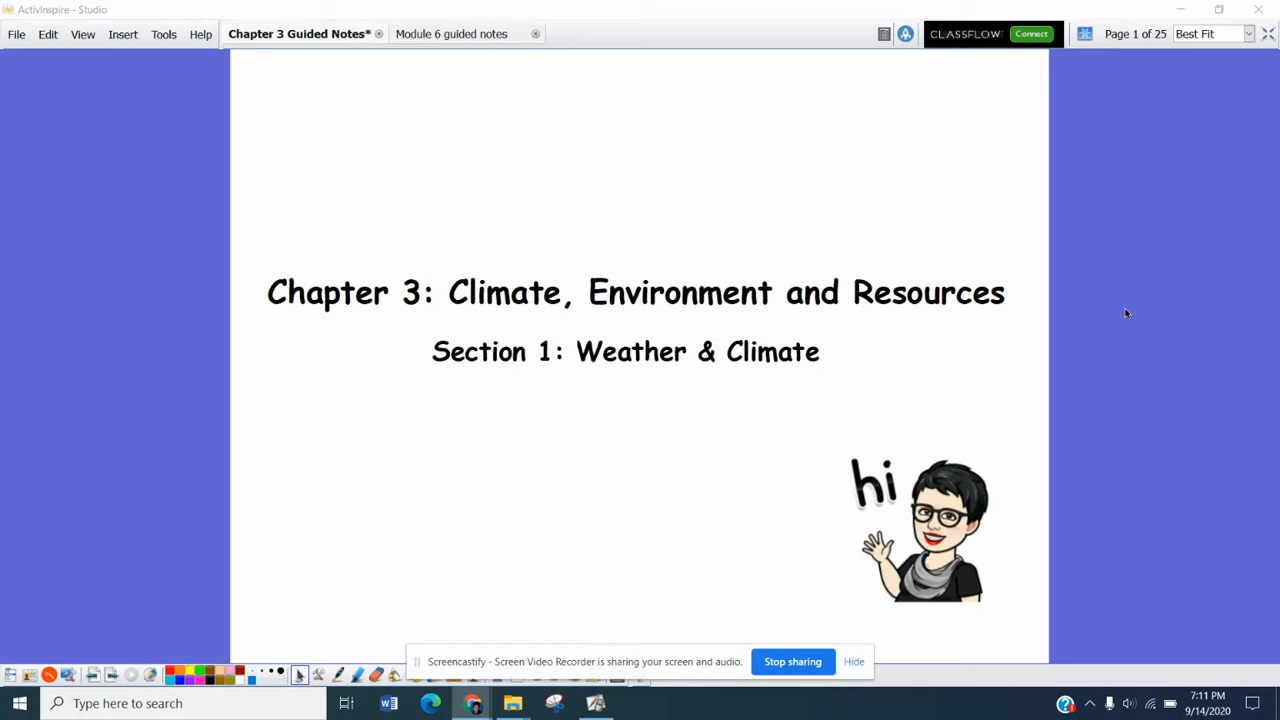 ActivInspire - Studio
File Edit View Insert Tools Help Chapter 3 Guided Notes* Module 6 guided notes CLASSFLOW Connect Page 1 of 25 Best Fit
Chapter 3: Climate, Environment and Resources
Section 1: Weather & Climate
hi
Screencastify - Screen Video Recorder is sharing your screen and audio. Stop sharing Hide
Type here to search
7:11 PM
9/14/2020